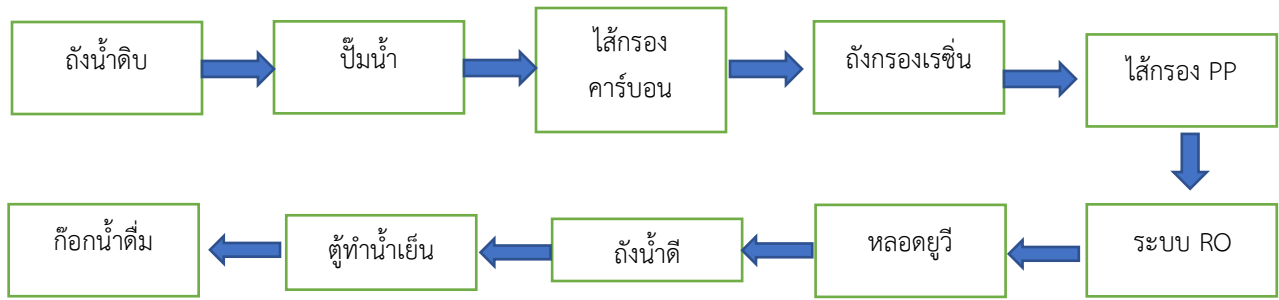 ถังน้ำดิบ
ปั๊มน้ำ
ไส้กรอง
คาร์บอน
ถังกรองเรซิ่น
ไส้กรอง PP
ระบบ RO
หลอดยูวี
ถังน้ำดี
ตู้ทำน้ำเย็น
ก๊อกน้ำดื่ม